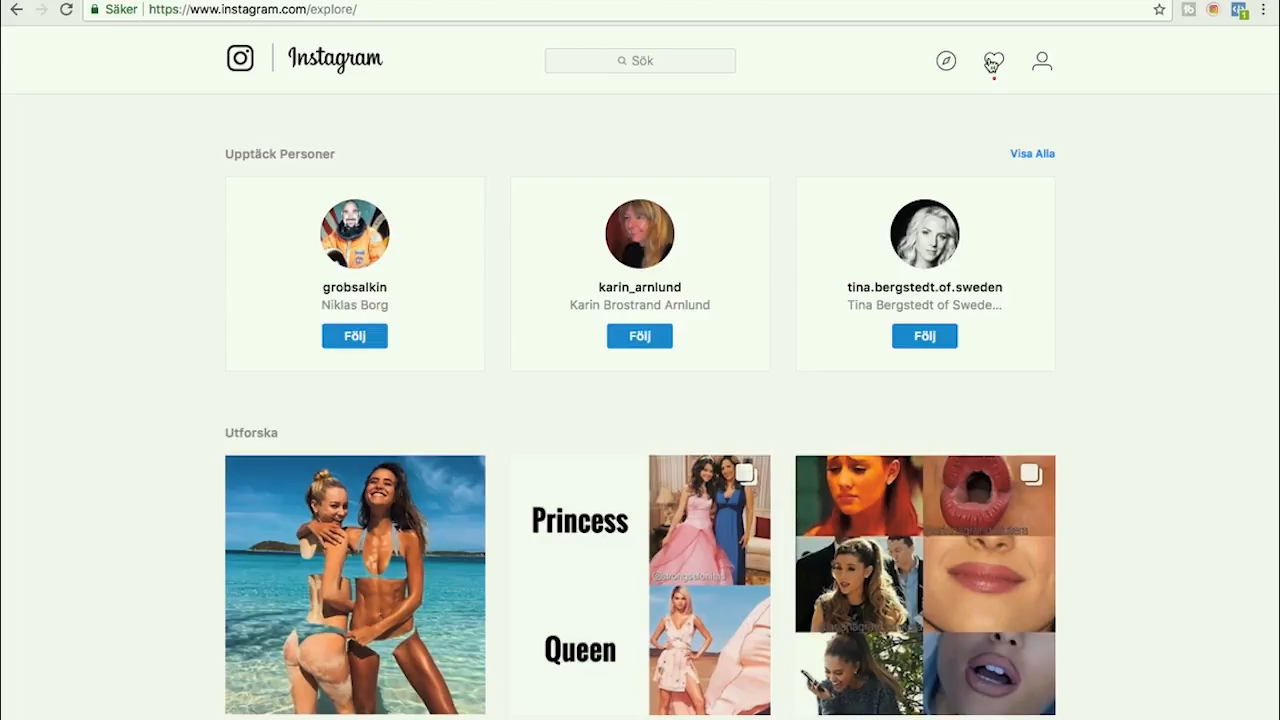 Säker https://www.instagram.com/explore/
1
Instagram
Sök
Upptäck Personer
Visa Alla
grobsalkin
Niklas Borg
Följ
karin_arnlund
Karin Brostrand Arnlund
Följ
tina.bergstedt.of.sweden
Tina Bergstedt of Swede...
Följ
Utforska
Princess
Queen